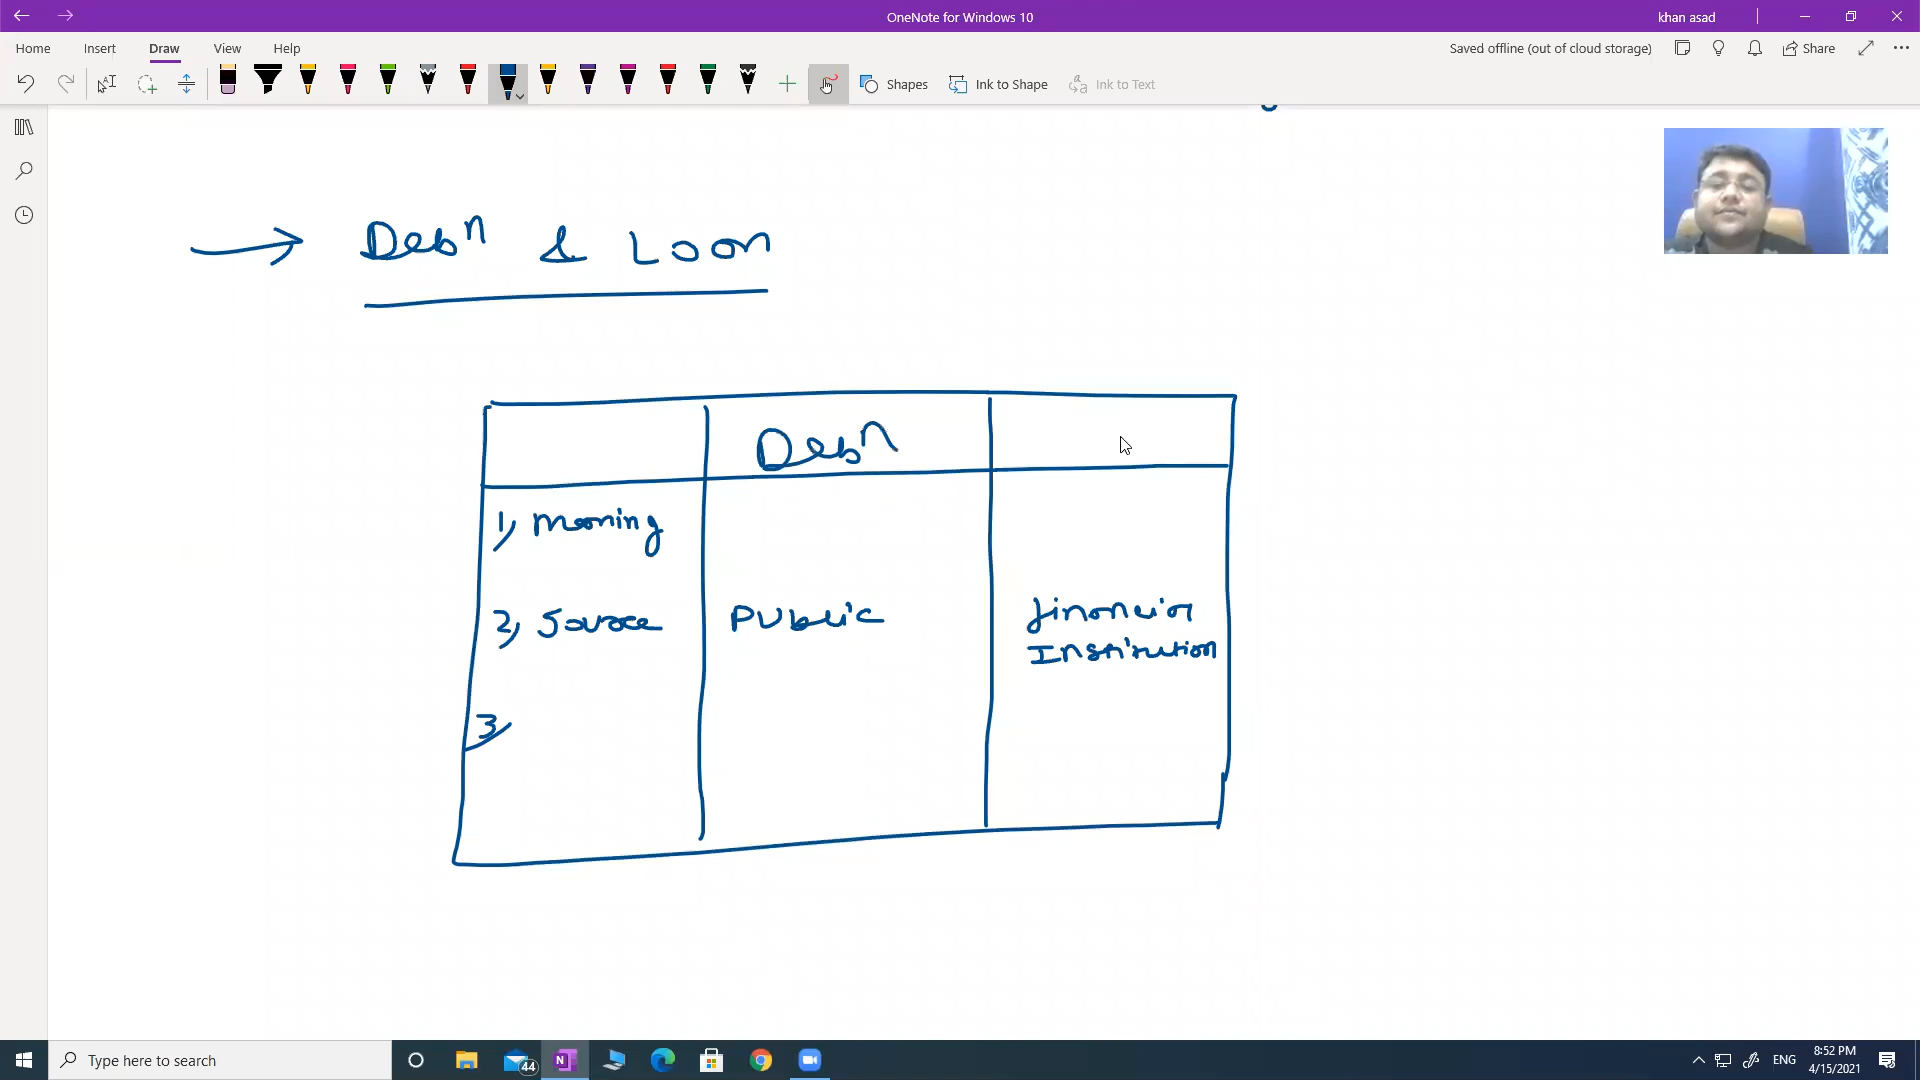 OneNote for Windows 10
khan asad
Home Insert Draw View Help
Saved offline (out of cloud storage)
Share
Shapes
Ink to Shape
Ink to Text
Debⁿ & Loan
Debⁿ
1, Meaning
2, Source Public Financial
Institution
3,
Type here to search
44
ENG
8:52 PM
4/15/2021